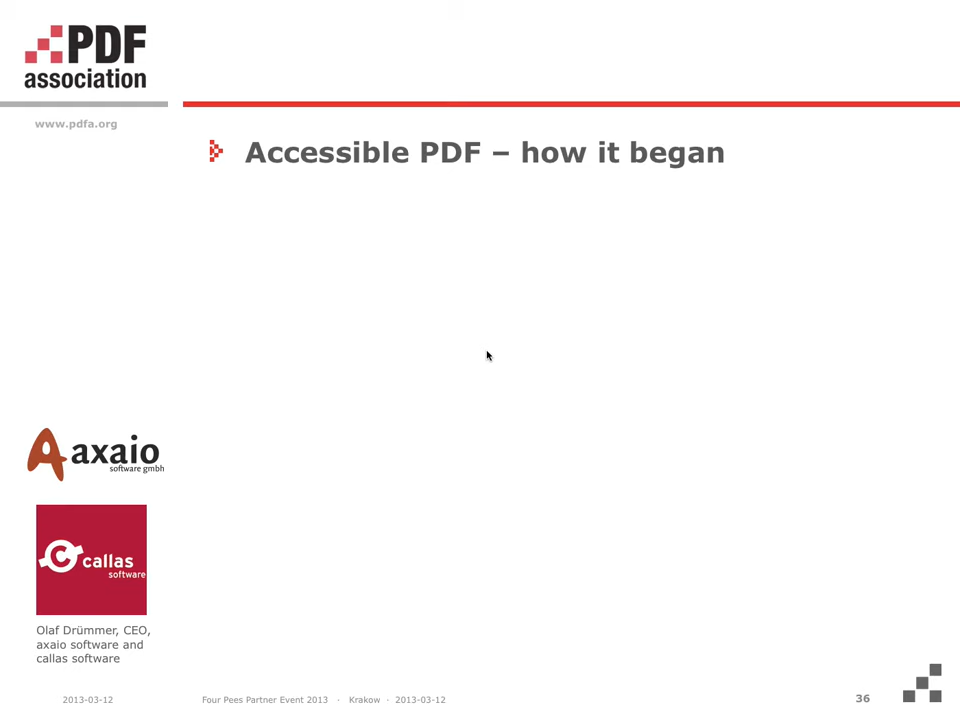 PDF
association
www.pdfa.org
Accessible PDF – how it began
axaio
software gmbh
callas
software
Olaf Drümmer, CEO,
axaio software and
callas software
2013-03-12
Four Pees Partner Event 2013 · Krakow · 2013-03-12
36